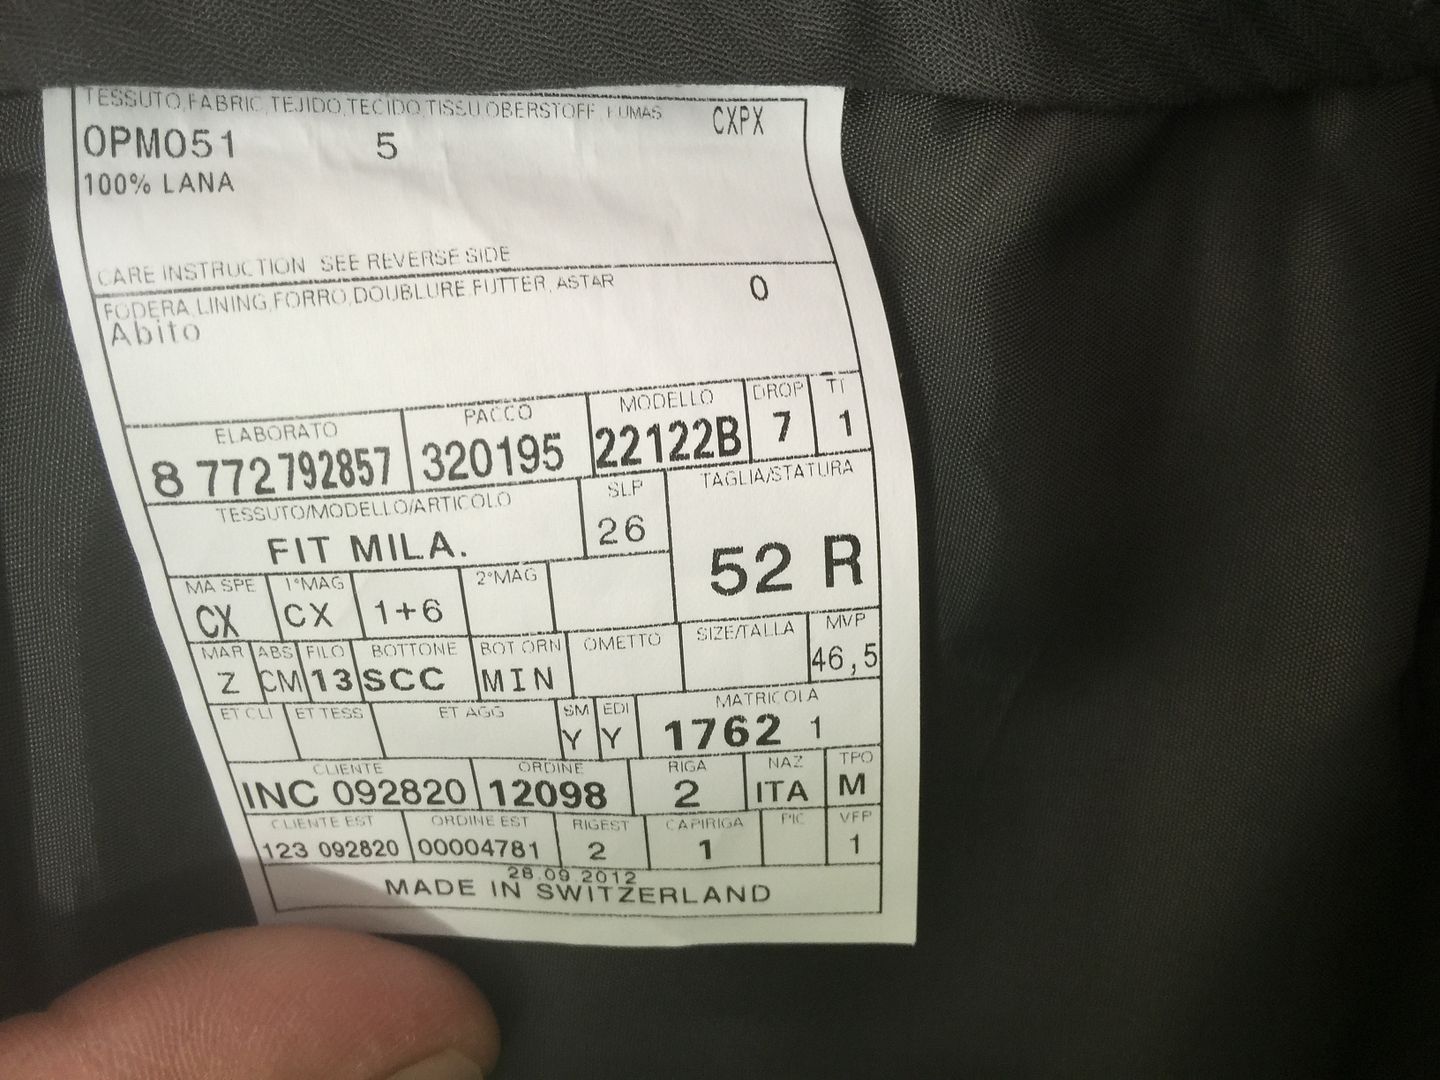 TESSUTO,FABRIC,TEJIDO,TECIDO,TISSU OBERSTOFF, KUMAS CXPX
OPM051 5
100% LANA
CARE INSTRUCTION SEE REVERSE SIDE
FODERA,LINING,FORRO,DOUBLURE,FUTTER,ASTAR 0
Abito
ELABORATO PACCO MODELLO DROP TT
8 772792857 320195 22122B 7 1
TESSUTO/MODELLO/ARTICOLO SLP TAGLIA/STATURA
FIT MILA. 26 52 R
MA SPE 1°MAG 2°MAG
CX CX 1+6
MAR ABS FILO BOTTONE BOT ORN OMETTO SIZE/TALLA MVP
Z CM 13 SCC MIN 46,5
ET CLI ET TESS ET AGG SM EDI MATRICOLA
Y Y 1762 1
CLIENTE ORDINE RIGA NAZ TPO
INC 092820 12098 2 ITA M
CLIENTE EST ORDINE EST RIGEST CAPIRIGA PIC VFP
123 092820 00004781 2 1 1
28.09.2012
MADE IN SWITZERLAND